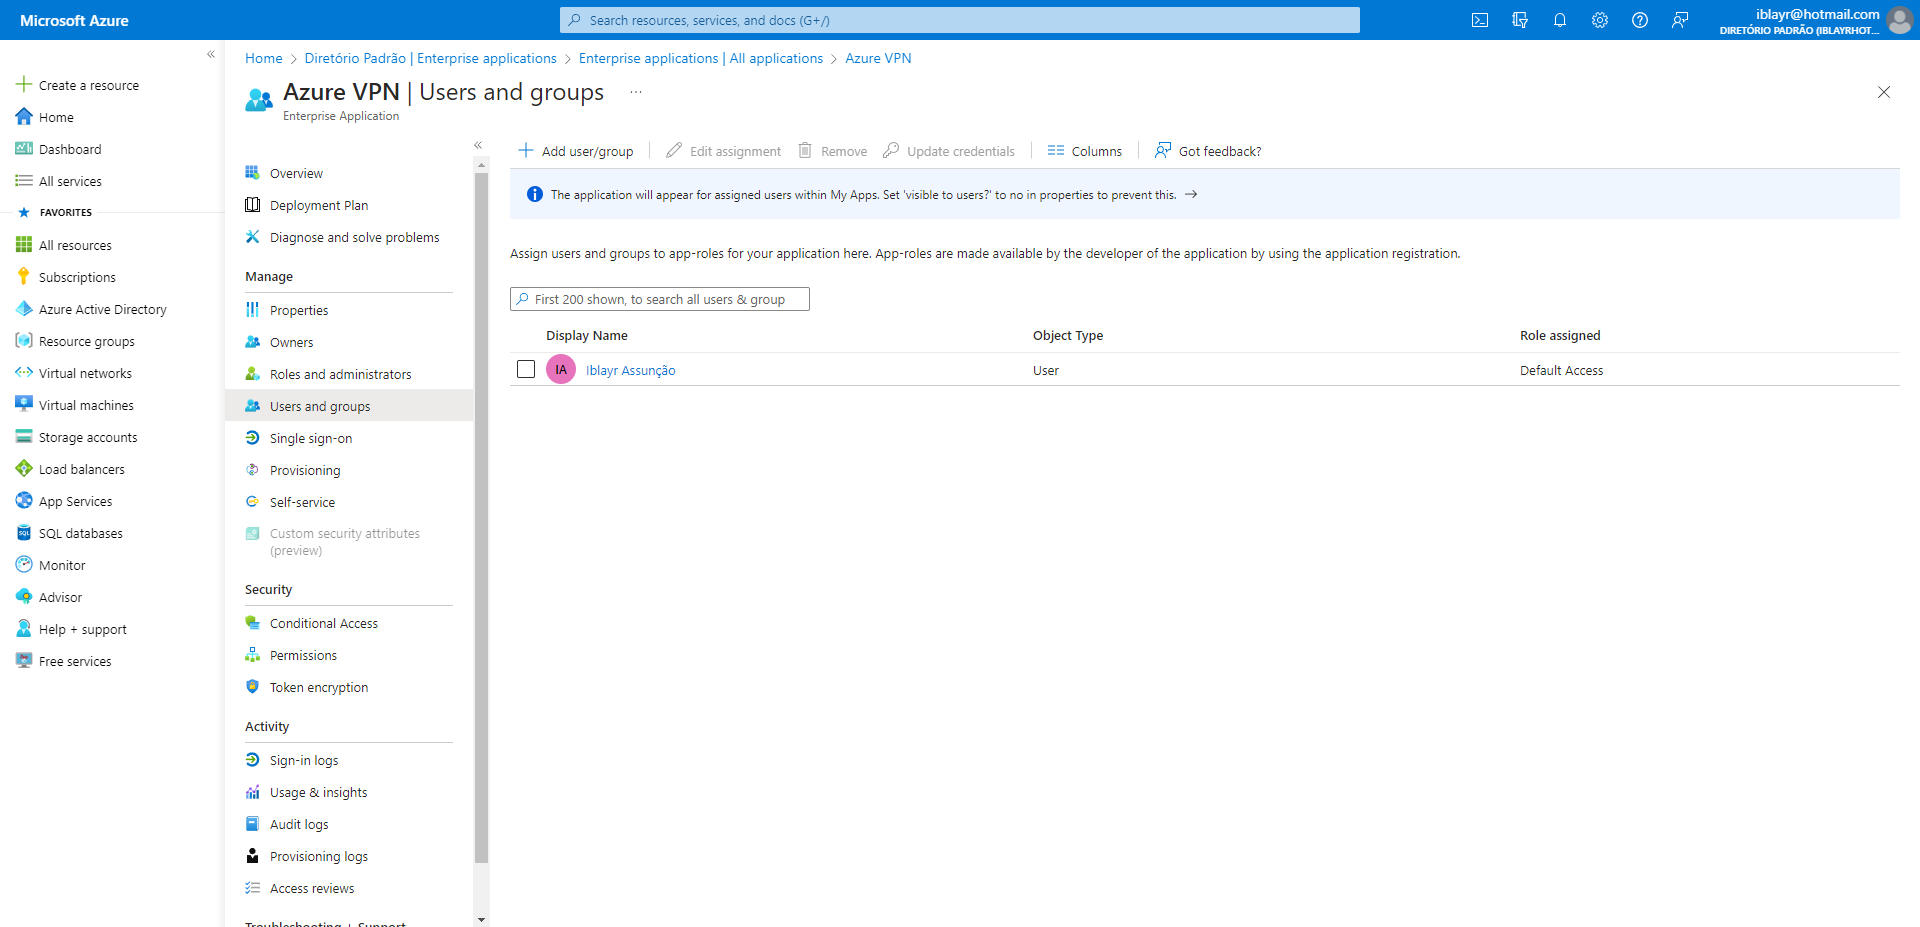 Microsoft Azure
Search resources, services, and docs (G+/)
iblayr@hotmail.com
DIRETÓRIO PADRÃO (IBLAYRHOT...
Create a resource
Home
Dashboard
All services
FAVORITES
All resources
Subscriptions
Azure Active Directory
Resource groups
Virtual networks
Virtual machines
Storage accounts
Load balancers
App Services
SQL databases
Monitor
Advisor
Help + support
Free services
Home > Diretório Padrão | Enterprise applications > Enterprise applications | All applications > Azure VPN
Azure VPN | Users and groups ...
Enterprise Application
Overview
Deployment Plan
Diagnose and solve problems
Manage
Properties
Owners
Roles and administrators
Users and groups
Single sign-on
Provisioning
Self-service
Custom security attributes
(preview)
Security
Conditional Access
Permissions
Token encryption
Activity
Sign-in logs
Usage & insights
Audit logs
Provisioning logs
Access reviews
Troubleshooting + Support
Add user/group
Edit assignment
Remove
Update credentials
Columns
Got feedback?
The application will appear for assigned users within My Apps. Set 'visible to users?' to no in properties to prevent this. →
Assign users and groups to app-roles for your application here. App-roles are made available by the developer of the application by using the application registration.
First 200 shown, to search all users & group
Display Name Object Type Role assigned
IA Iblayr Assunção User Default Access